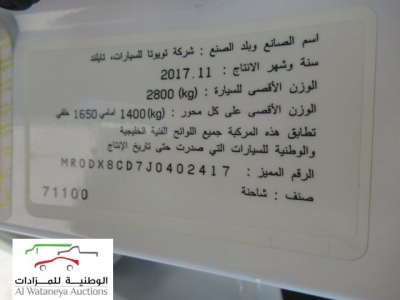 اسم الصانع وبلد الصنع : شركة تويوتا للسيارات، تايلند
سنة وشهر الانتاج : 2017.11
الوزن الأقصى للسيارة : 2800 (kg)
الوزن الأقصى على كل محور : 1400(kg) أمامي 1650 خلفي
تطابق هذه المركبة جميع اللوائح الفنية الخليجية
والوطنية للسيارات التي صدرت حتى تاريخ الإنتاج
الرقم المميز : MR0DX8CD7J0402417
صنف : شاحنة
71100
الوطنية للمزادات
Al Wataneya Auctions